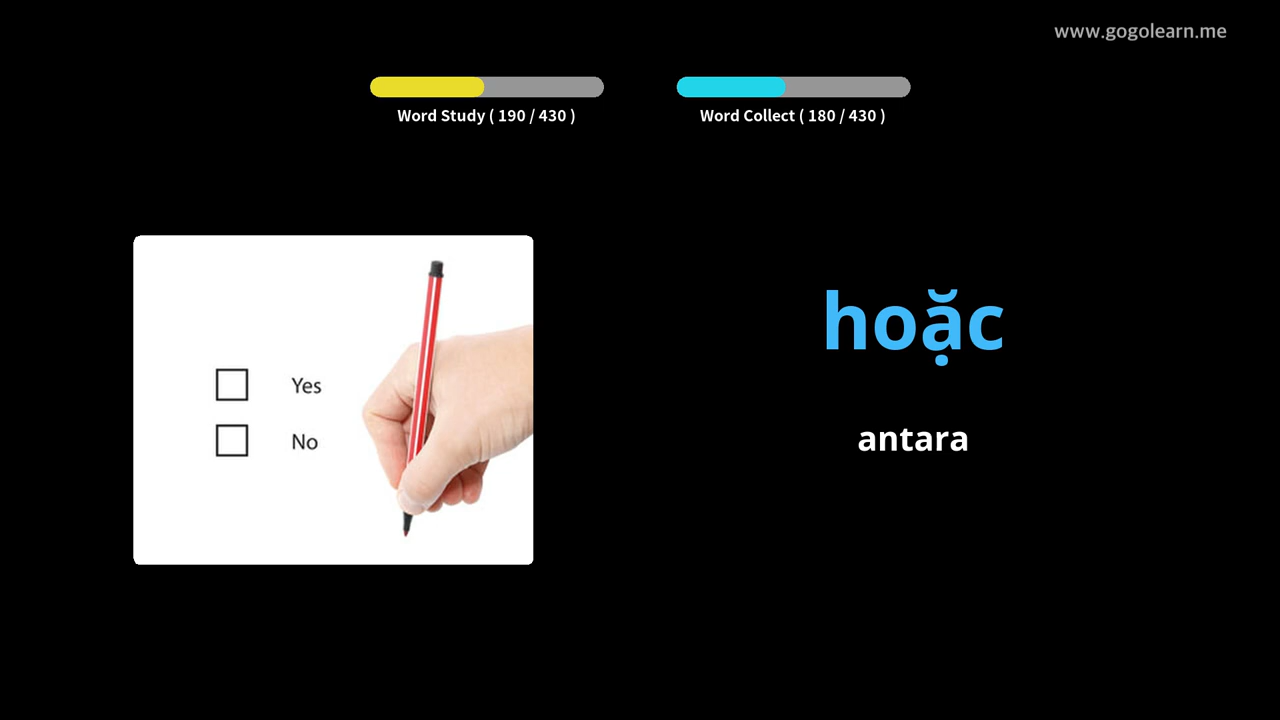 www.gogolearn.me
Word Study ( 190 / 430 )
Word Collect ( 180 / 430 )
Yes
No
hoặc
antara